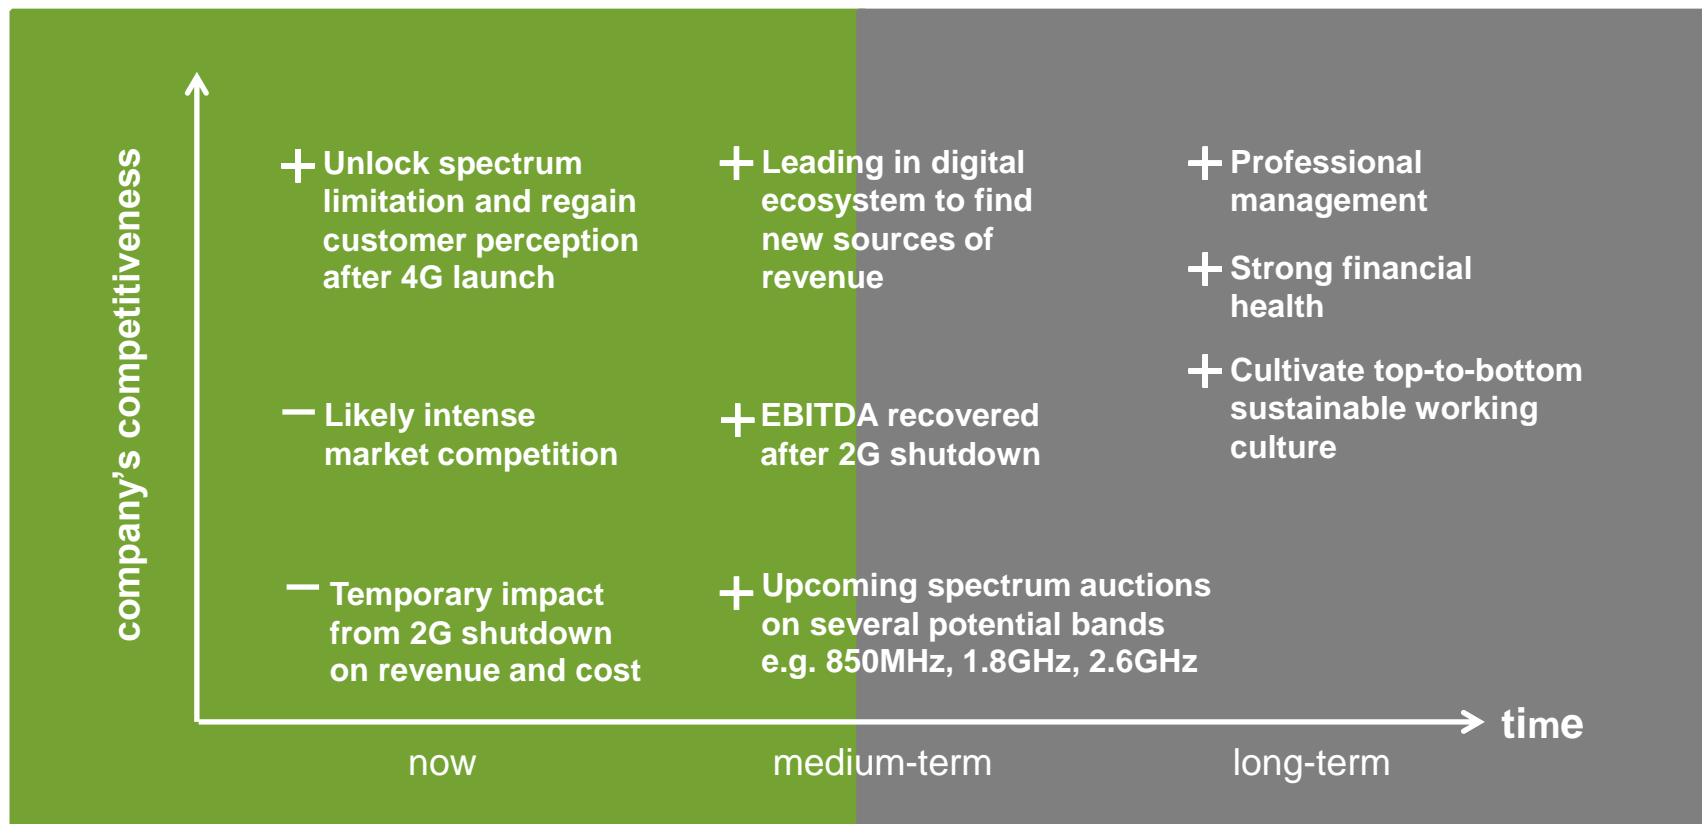 company's competitiveness
+ Unlock spectrum
limitation and regain
customer perception
after 4G launch
– Likely intense
market competition
– Temporary impact
from 2G shutdown
on revenue and cost
+ Leading in digital
ecosystem to find
new sources of
revenue
+ EBITDA recovered
after 2G shutdown
+ Upcoming spectrum auctions
on several potential bands
e.g. 850MHz, 1.8GHz, 2.6GHz
+ Professional
management
+ Strong financial
health
+ Cultivate top-to-bottom
sustainable working
culture
time
now
medium-term
long-term